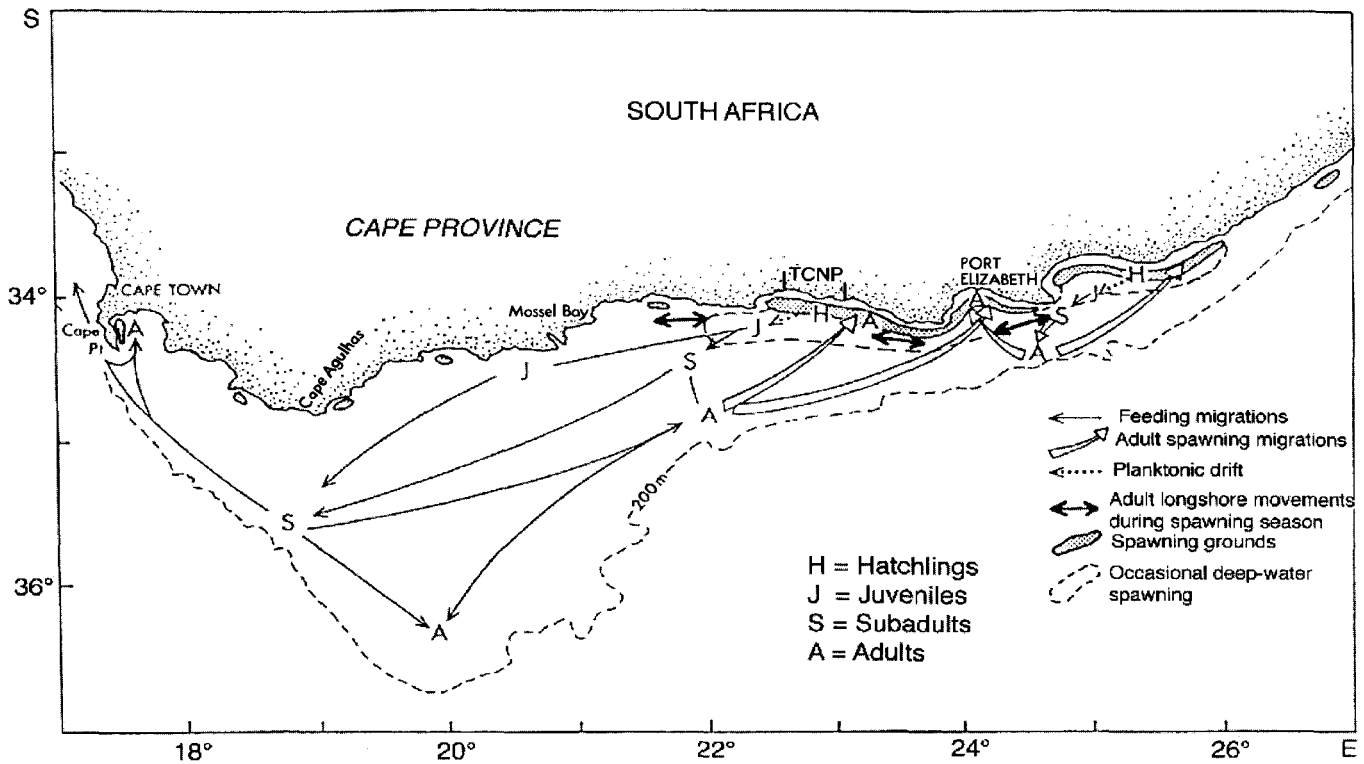 S
SOUTH AFRICA
CAPE PROVINCE
TCNP
PORT
ELIZABETH
34°
CAPE TOWN
Cape
Pt
A
Mossel Bay
Cape Agulhas
H
A
J
S
J
A
A
H
J
S
A
S
A
200m
36°
Feeding migrations
Adult spawning migrations
Planktonic drift
Adult longshore movements
during spawning season
Spawning grounds
Occasional deep-water
spawning
H = Hatchlings
J = Juveniles
S = Subadults
A = Adults
18°
20°
22°
24°
26°
E